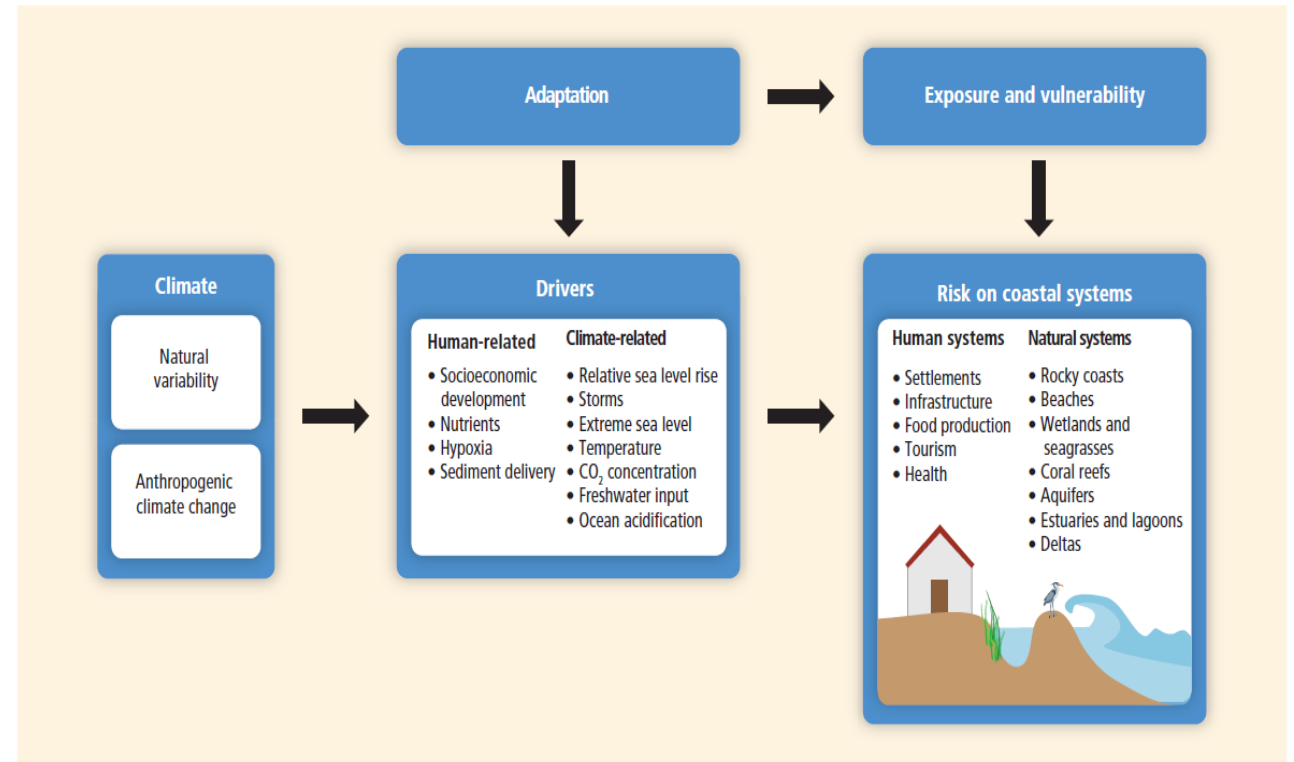 Adaptation
Exposure and vulnerability
Climate
Natural
variability
Anthropogenic
climate change
Drivers
Human-related
• Socioeconomic
development
• Nutrients
• Hypoxia
• Sediment delivery
Climate-related
• Relative sea level rise
• Storms
• Extreme sea level
• Temperature
• CO₂ concentration
• Freshwater input
• Ocean acidification
Risk on coastal systems
Human systems
• Settlements
• Infrastructure
• Food production
• Tourism
• Health
Natural systems
• Rocky coasts
• Beaches
• Wetlands and
seagrasses
• Coral reefs
• Aquifers
• Estuaries and lagoons
• Deltas